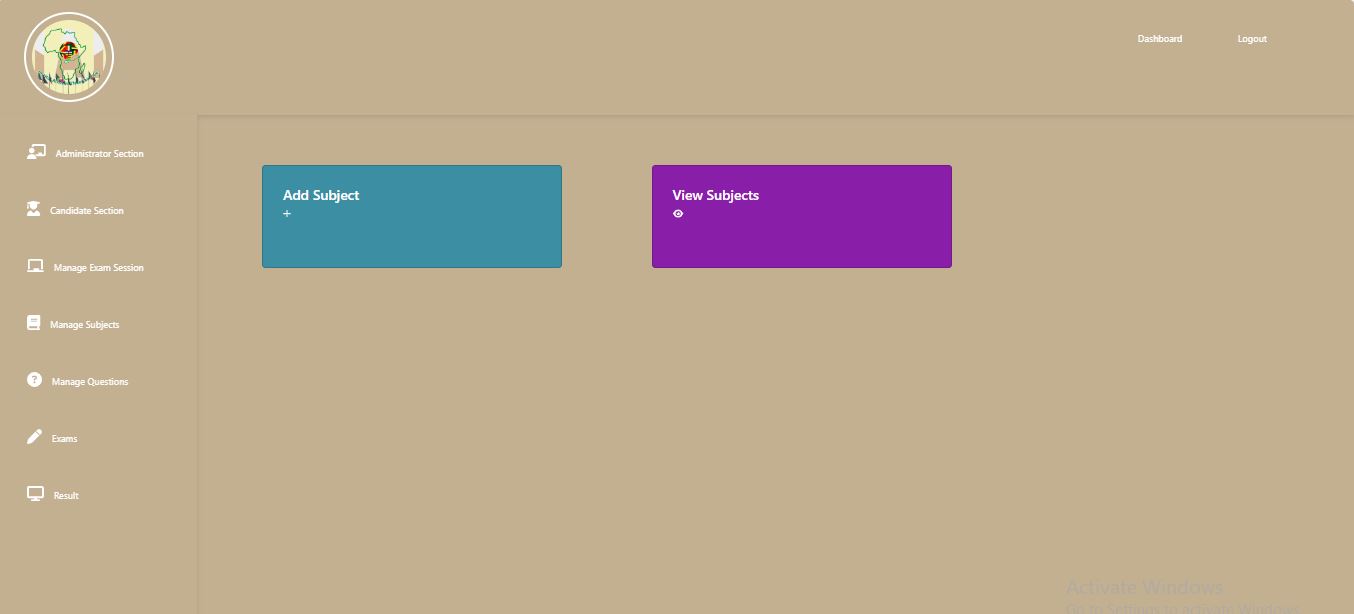 Dashboard
Logout
Administrator Section
Candidate Section
Manage Exam Session
Manage Subjects
Manage Questions
Exams
Result
Add Subject
View Subjects
Activate Windows
Go to Settings to activate Windows.